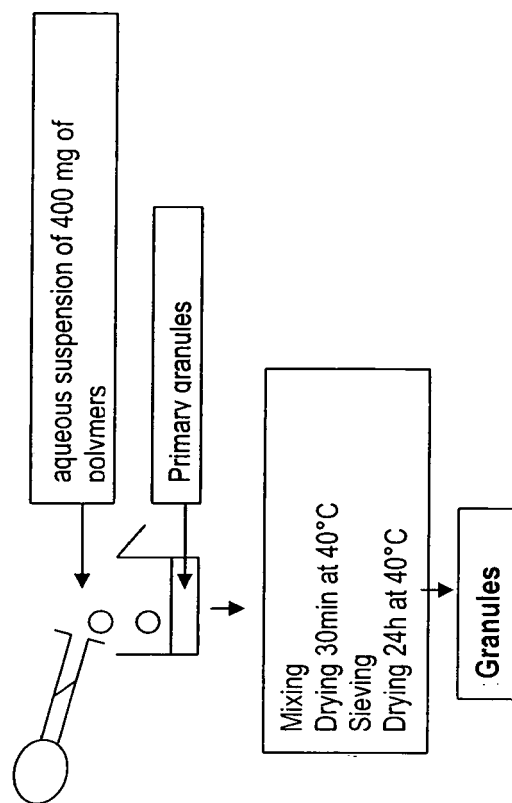 aqueous suspension of 400 mg of
polymers
Primary granules
Mixing
Drying 30min at 40°C
Sieving
Drying 24h at 40°C
Granules